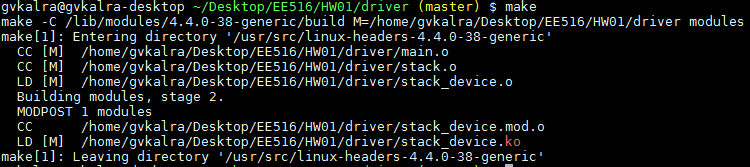 gvkalra@gvkalra-desktop ~/Desktop/EE516/HW01/driver (master) $ make
make -C /lib/modules/4.4.0-38-generic/build M=/home/gvkalra/Desktop/EE516/HW01/driver modules
make[1]: Entering directory '/usr/src/linux-headers-4.4.0-38-generic'
  CC [M]  /home/gvkalra/Desktop/EE516/HW01/driver/main.o
  CC [M]  /home/gvkalra/Desktop/EE516/HW01/driver/stack.o
  LD [M]  /home/gvkalra/Desktop/EE516/HW01/driver/stack_device.o
  Building modules, stage 2.
  MODPOST 1 modules
  CC      /home/gvkalra/Desktop/EE516/HW01/driver/stack_device.mod.o
  LD [M]  /home/gvkalra/Desktop/EE516/HW01/driver/stack_device.ko
make[1]: Leaving directory '/usr/src/linux-headers-4.4.0-38-generic'